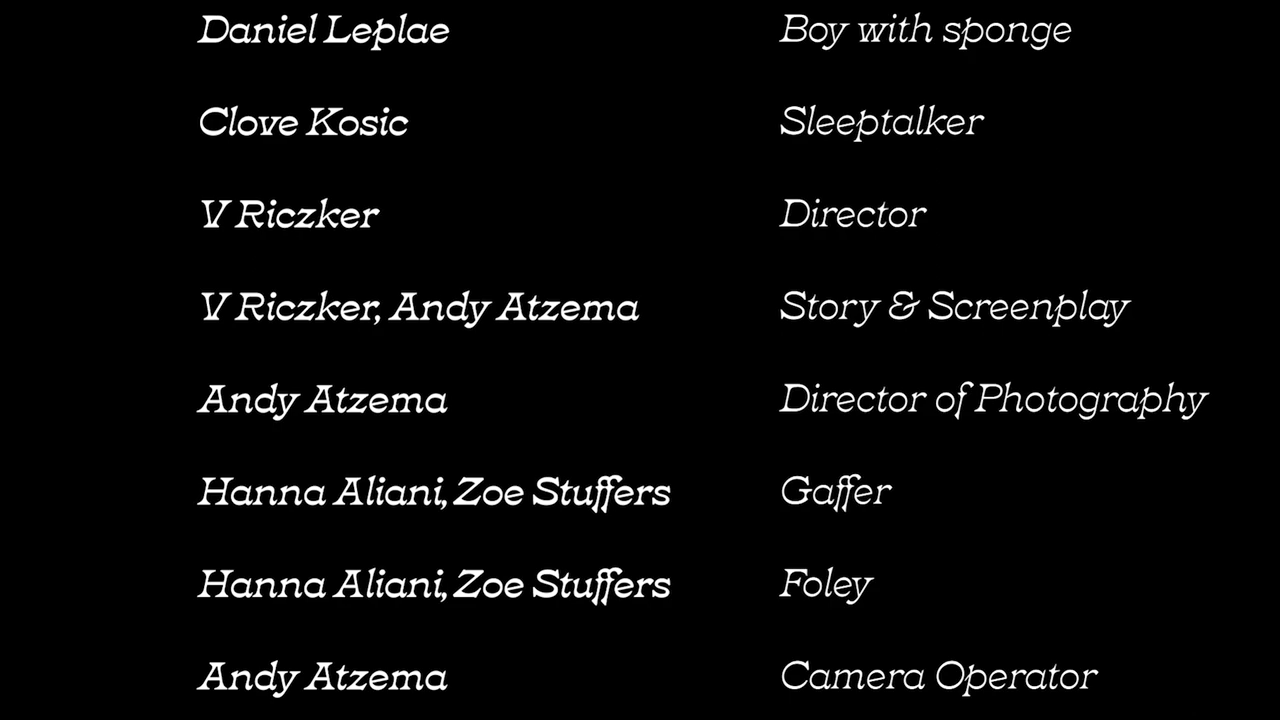 Daniel Leplae Boy with sponge
Clove Kosic Sleeptalker
V Riczker Director
V Riczker, Andy Atzema Story & Screenplay
Andy Atzema Director of Photography
Hanna Aliani, Zoe Stuffers Gaffer
Hanna Aliani, Zoe Stuffers Foley
Andy Atzema Camera Operator